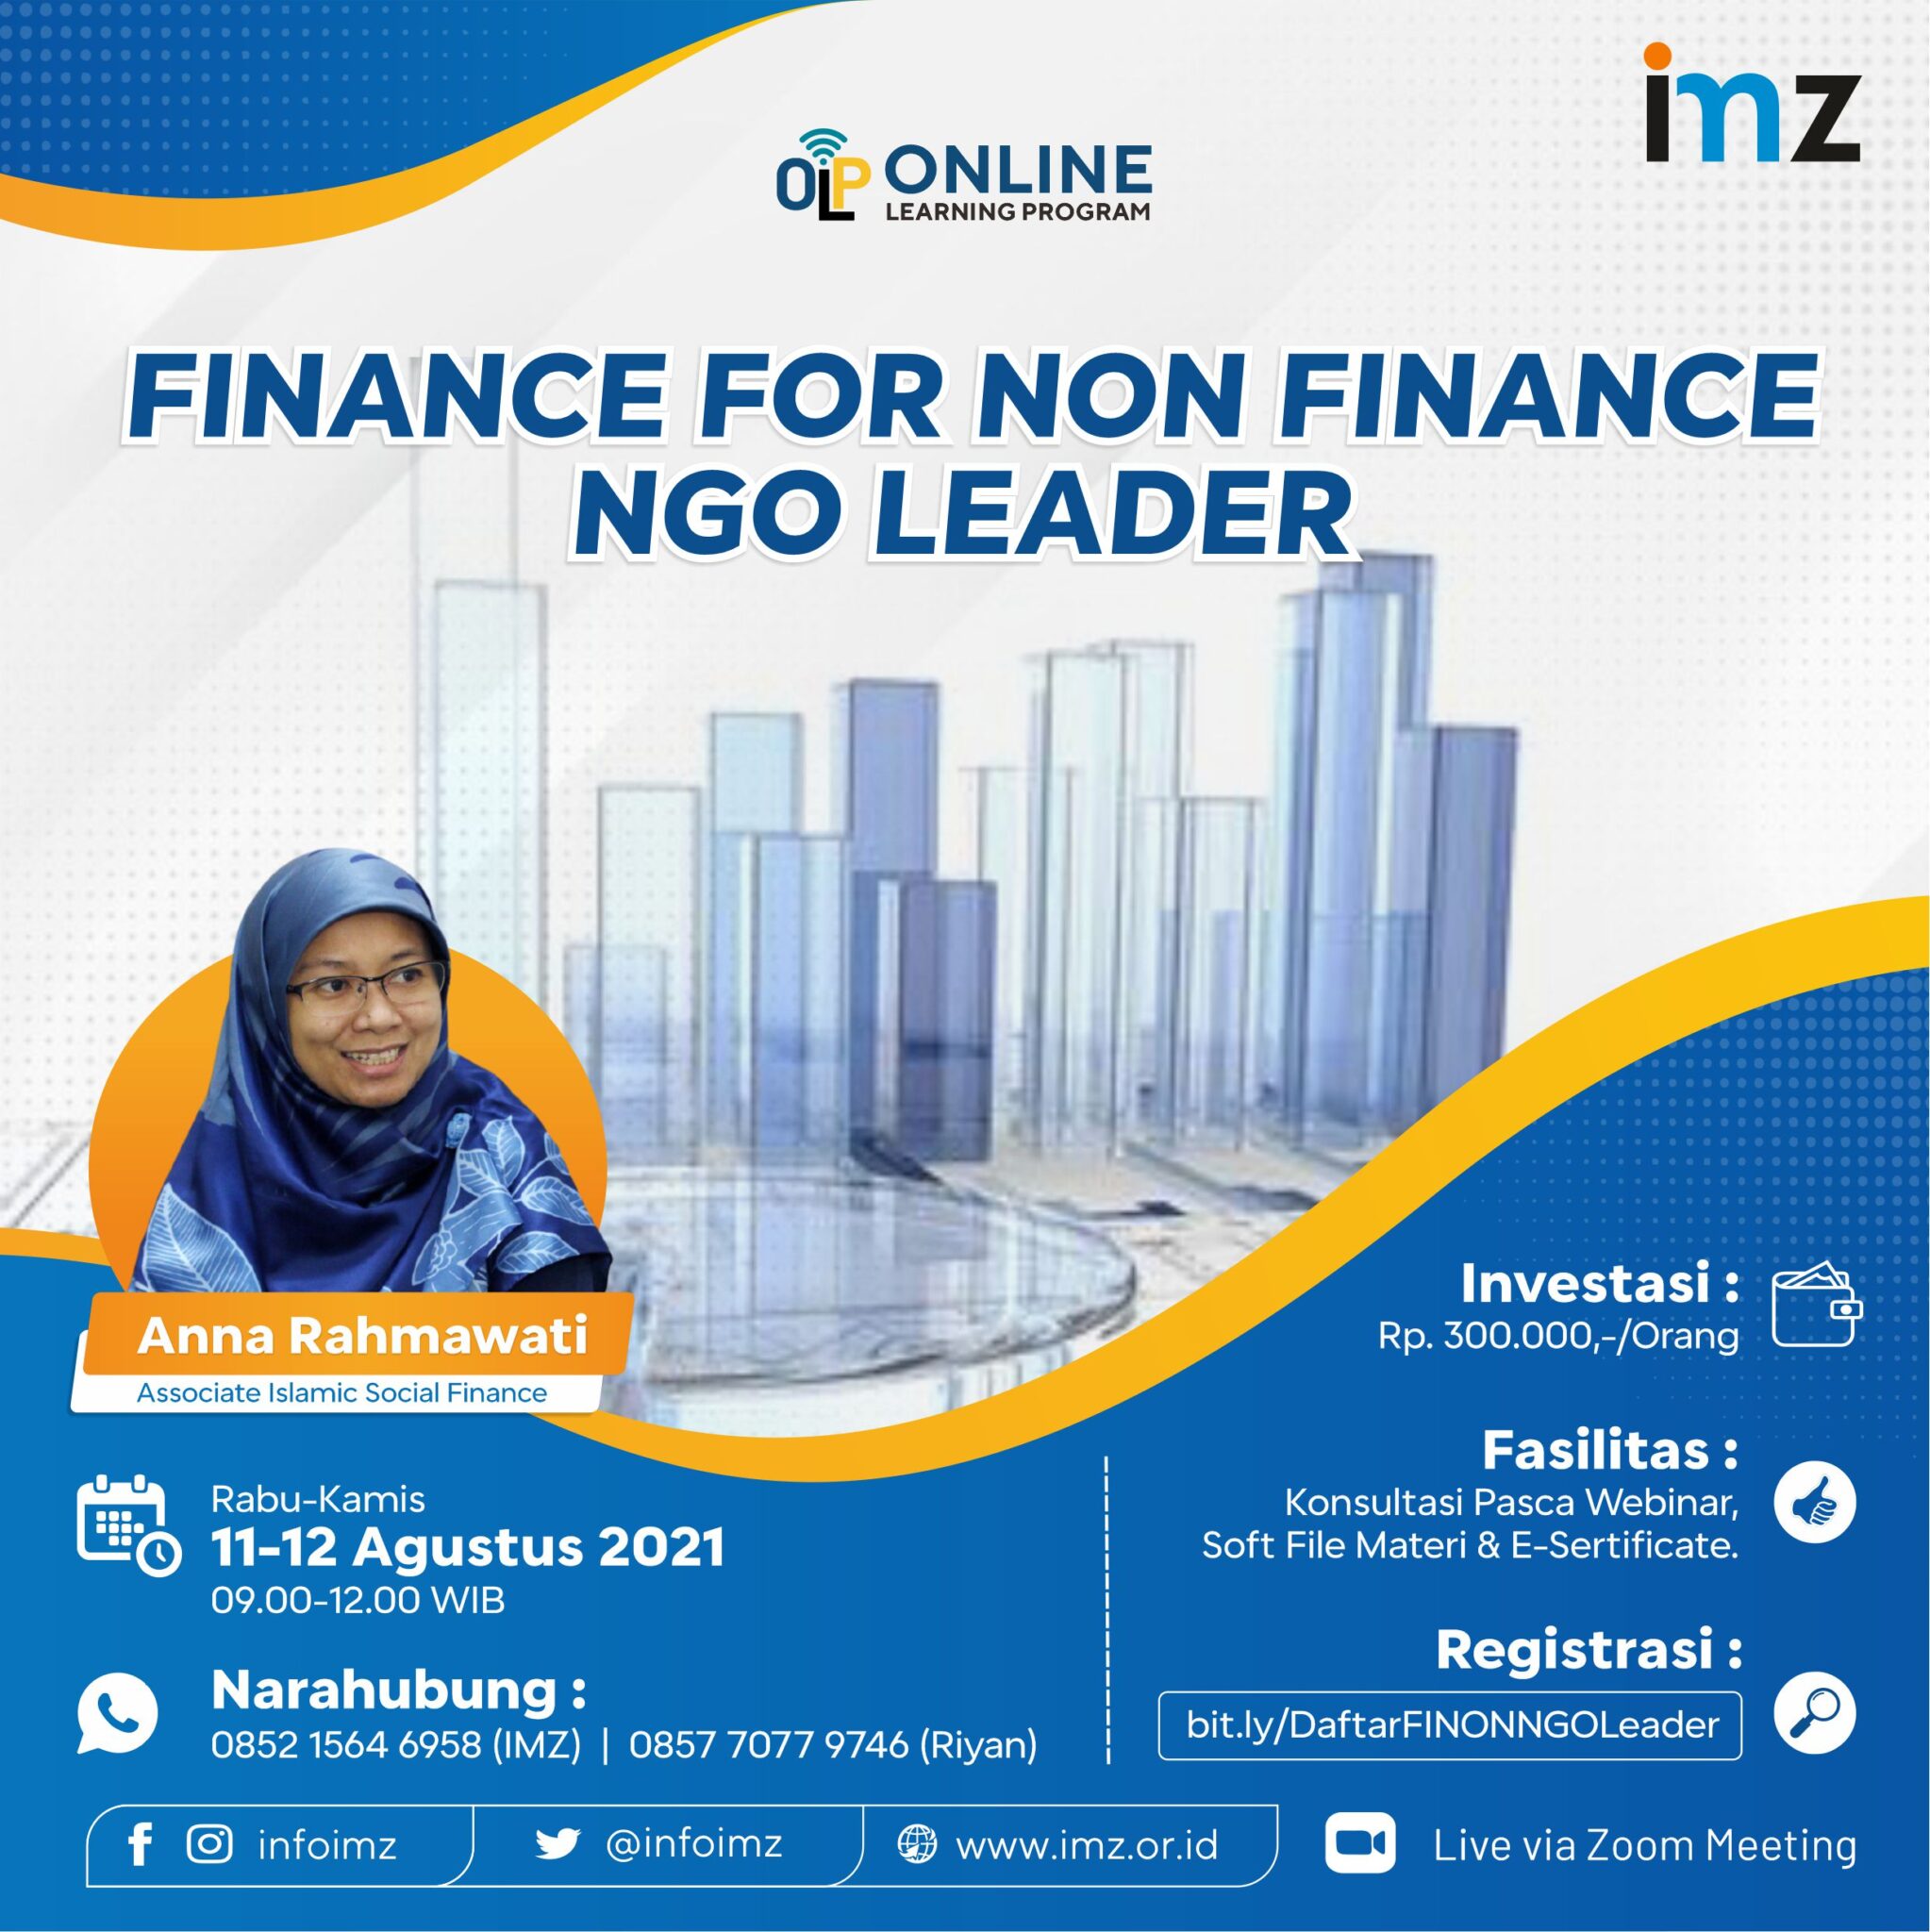 imz
OLP ONLINE
LEARNING PROGRAM
FINANCE FOR NON FINANCE
NGO LEADER
Anna Rahmawati
Associate Islamic Social Finance
Rabu-Kamis
11-12 Agustus 2021
09.00-12.00 WIB
Narahubung :
0852 1564 6958 (IMZ) | 0857 7077 9746 (Riyan)
Investasi :
Rp. 300.000,-/Orang
Fasilitas :
Konsultasi Pasca Webinar,
Soft File Materi & E-Sertificate.
Registrasi :
bit.ly/DaftarFINONNGOLeader
f infoimz
@infoimz
www.imz.or.id
Live via Zoom Meeting